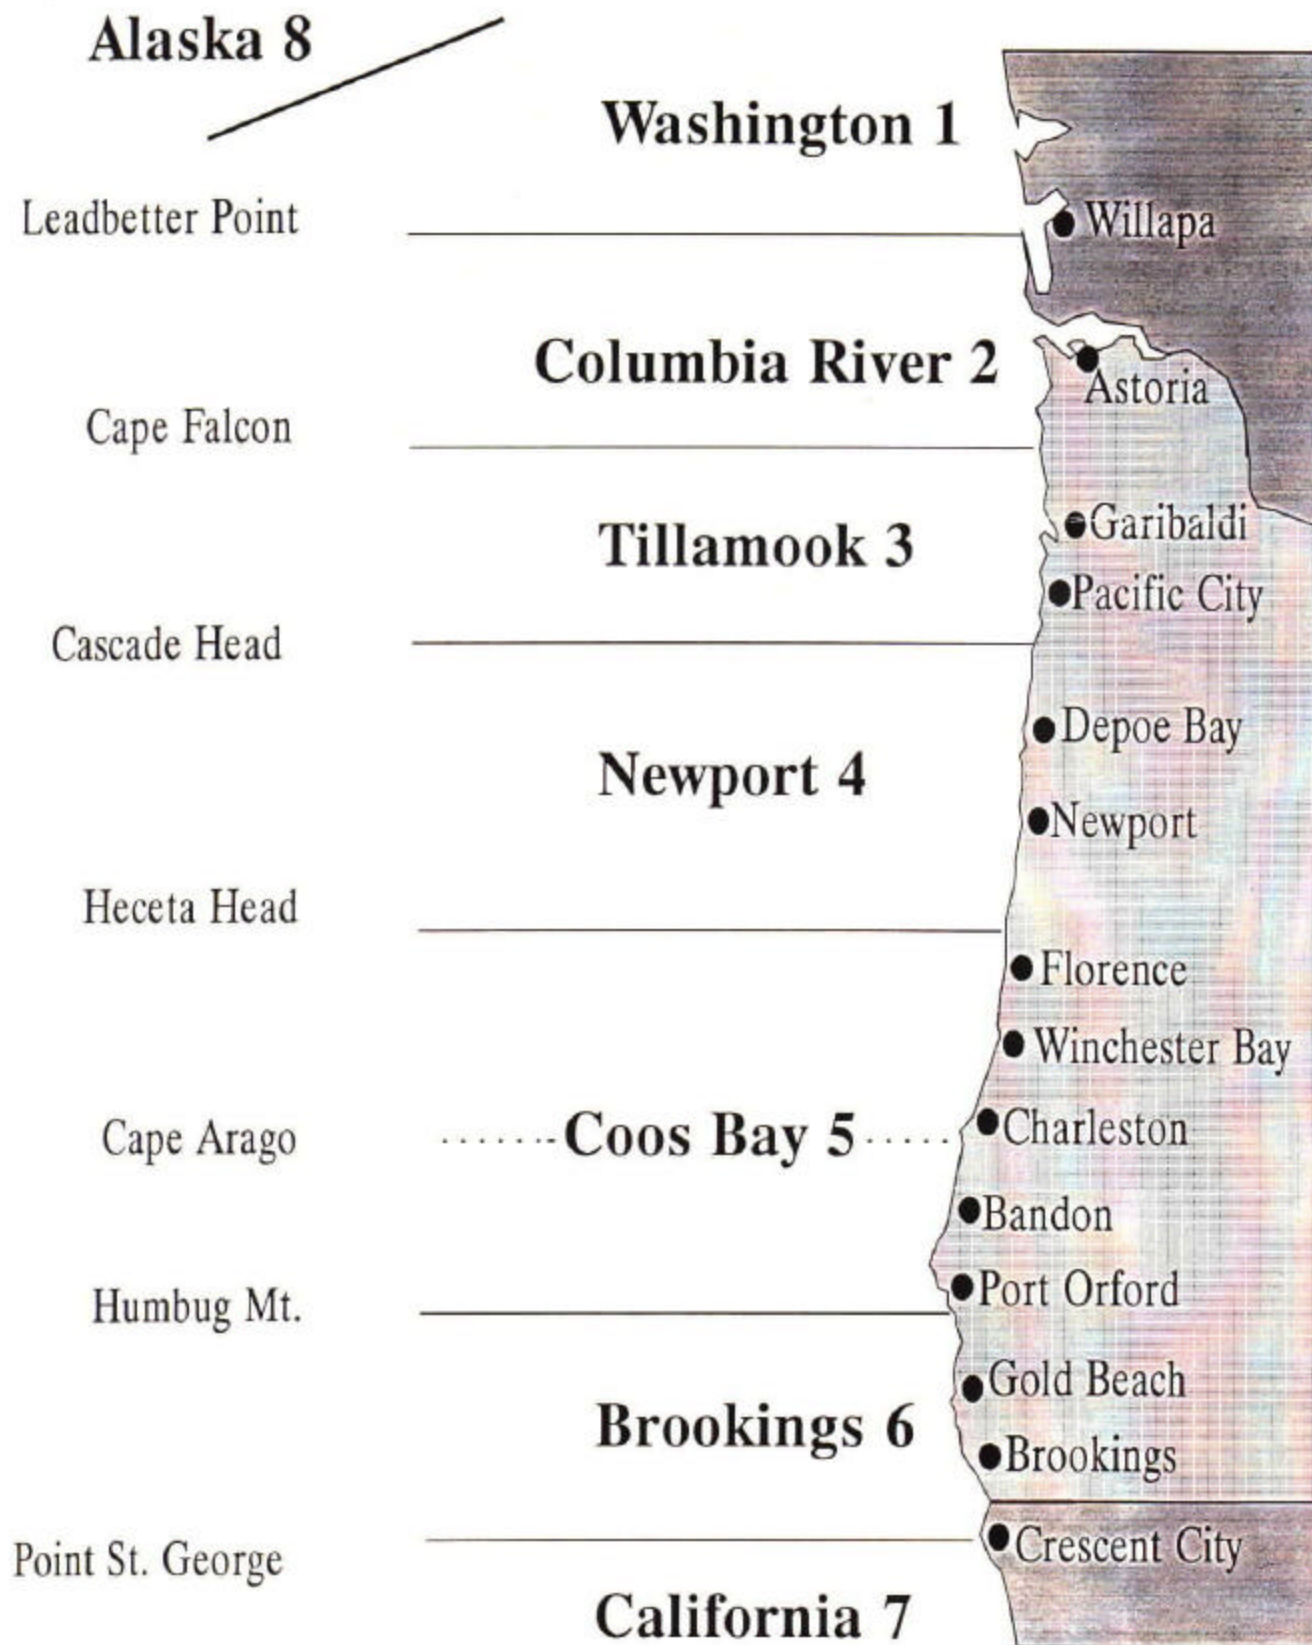 Alaska 8
Washington 1
Leadbetter Point
Willapa
Columbia River 2
Astoria
Cape Falcon
Garibaldi
Tillamook 3
Pacific City
Cascade Head
Depoe Bay
Newport 4
Newport
Heceta Head
Florence
Winchester Bay
Cape Arago
Coos Bay 5
Charleston
Bandon
Humbug Mt.
Port Orford
Gold Beach
Brookings 6
Brookings
Point St. George
Crescent City
California 7